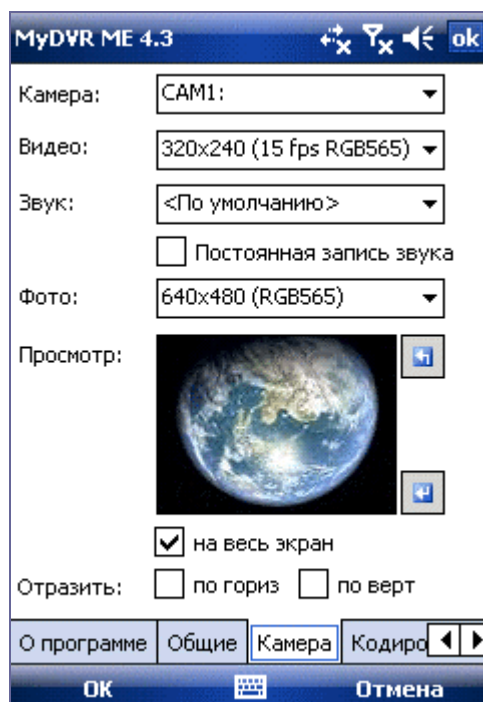 MyDVR ME 4.3 ok
Камера: CAM1:
Видео: 320x240 (15 fps RGB565)
Звук: <По умолчанию>
Постоянная запись звука
Фото: 640x480 (RGB565)
Просмотр:
на весь экран
Отразить: по гориз по верт
О программе Общие Камера Кодиро
ОК Отмена